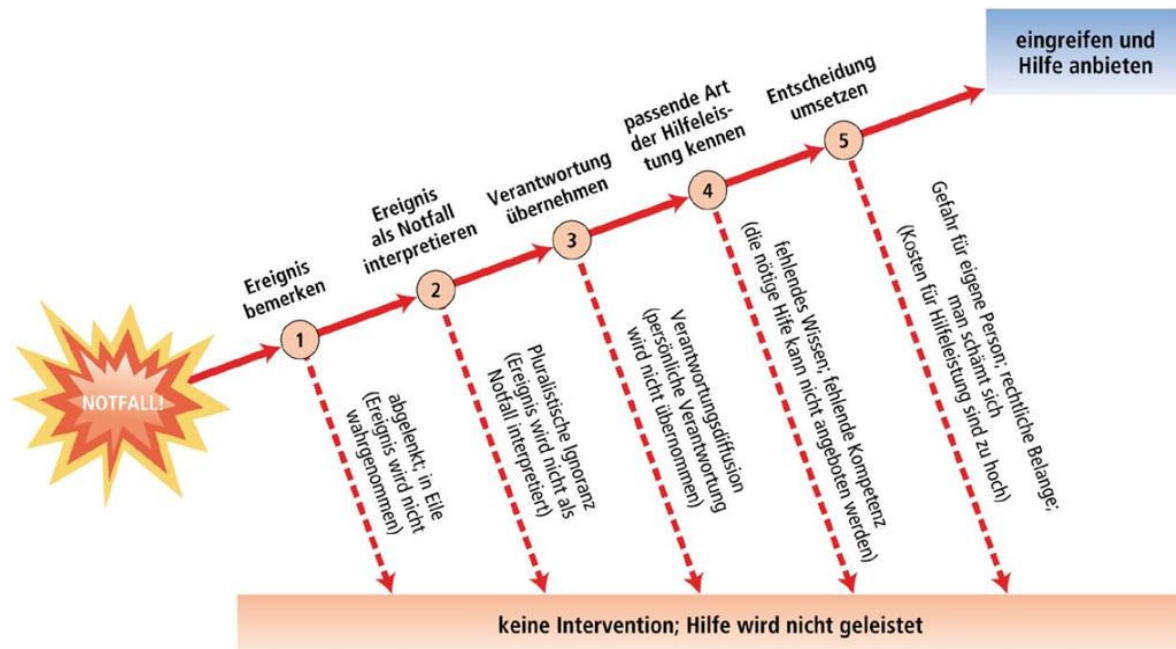 NOTFALL!
1
Ereignis
bemerken
abgelenkt; in Eile
(Ereignis wird nicht
wahrgenommen)
2
Ereignis
als Notfall
interpretieren
Pluralistische Ignoranz
(Ereignis wird nicht als
Notfall interpretiert)
3
Verantwortung
übernehmen
Verantwortungsdiffusion
(persönliche Verantwortung
wird nicht übernommen)
4
passende Art
der Hilfeleis-
tung kennen
fehlendes Wissen; fehlende Kompetenz
(die nötige Hife kann nicht angeboten werden)
5
Entscheidung
umsetzen
Gefahr für eigene Person; rechtliche Belange;
man schämt sich
(Kosten für Hilfeleistung sind zu hoch)
eingreifen und
Hilfe anbieten
keine Intervention; Hilfe wird nicht geleistet